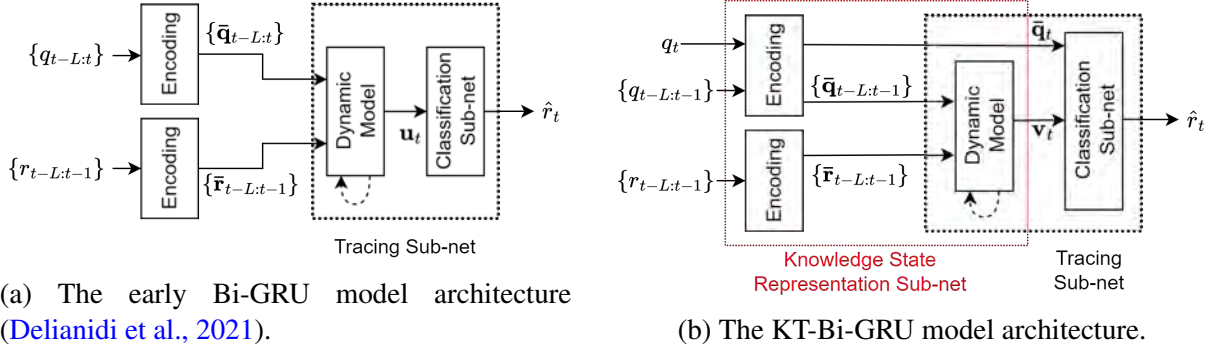 {q_{t−L:t}}
Encoding
{q̄_{t−L:t}}
{r_{t−L:t−1}}
Encoding
{r̄_{t−L:t−1}}
Dynamic
Model
u_t
Classification
Sub-net
r̂_t
Tracing Sub-net
(a) The early Bi-GRU model architecture
(Delianidi et al., 2021).
q_t
{q_{t−L:t−1}}
Encoding
q̄_t
{q̄_{t−L:t−1}}
{r_{t−L:t−1}}
Encoding
{r̄_{t−L:t−1}}
Dynamic
Model
v_t
Classification
Sub-net
r̂_t
Knowledge State
Representation Sub-net
Tracing
Sub-net
(b) The KT-Bi-GRU model architecture.